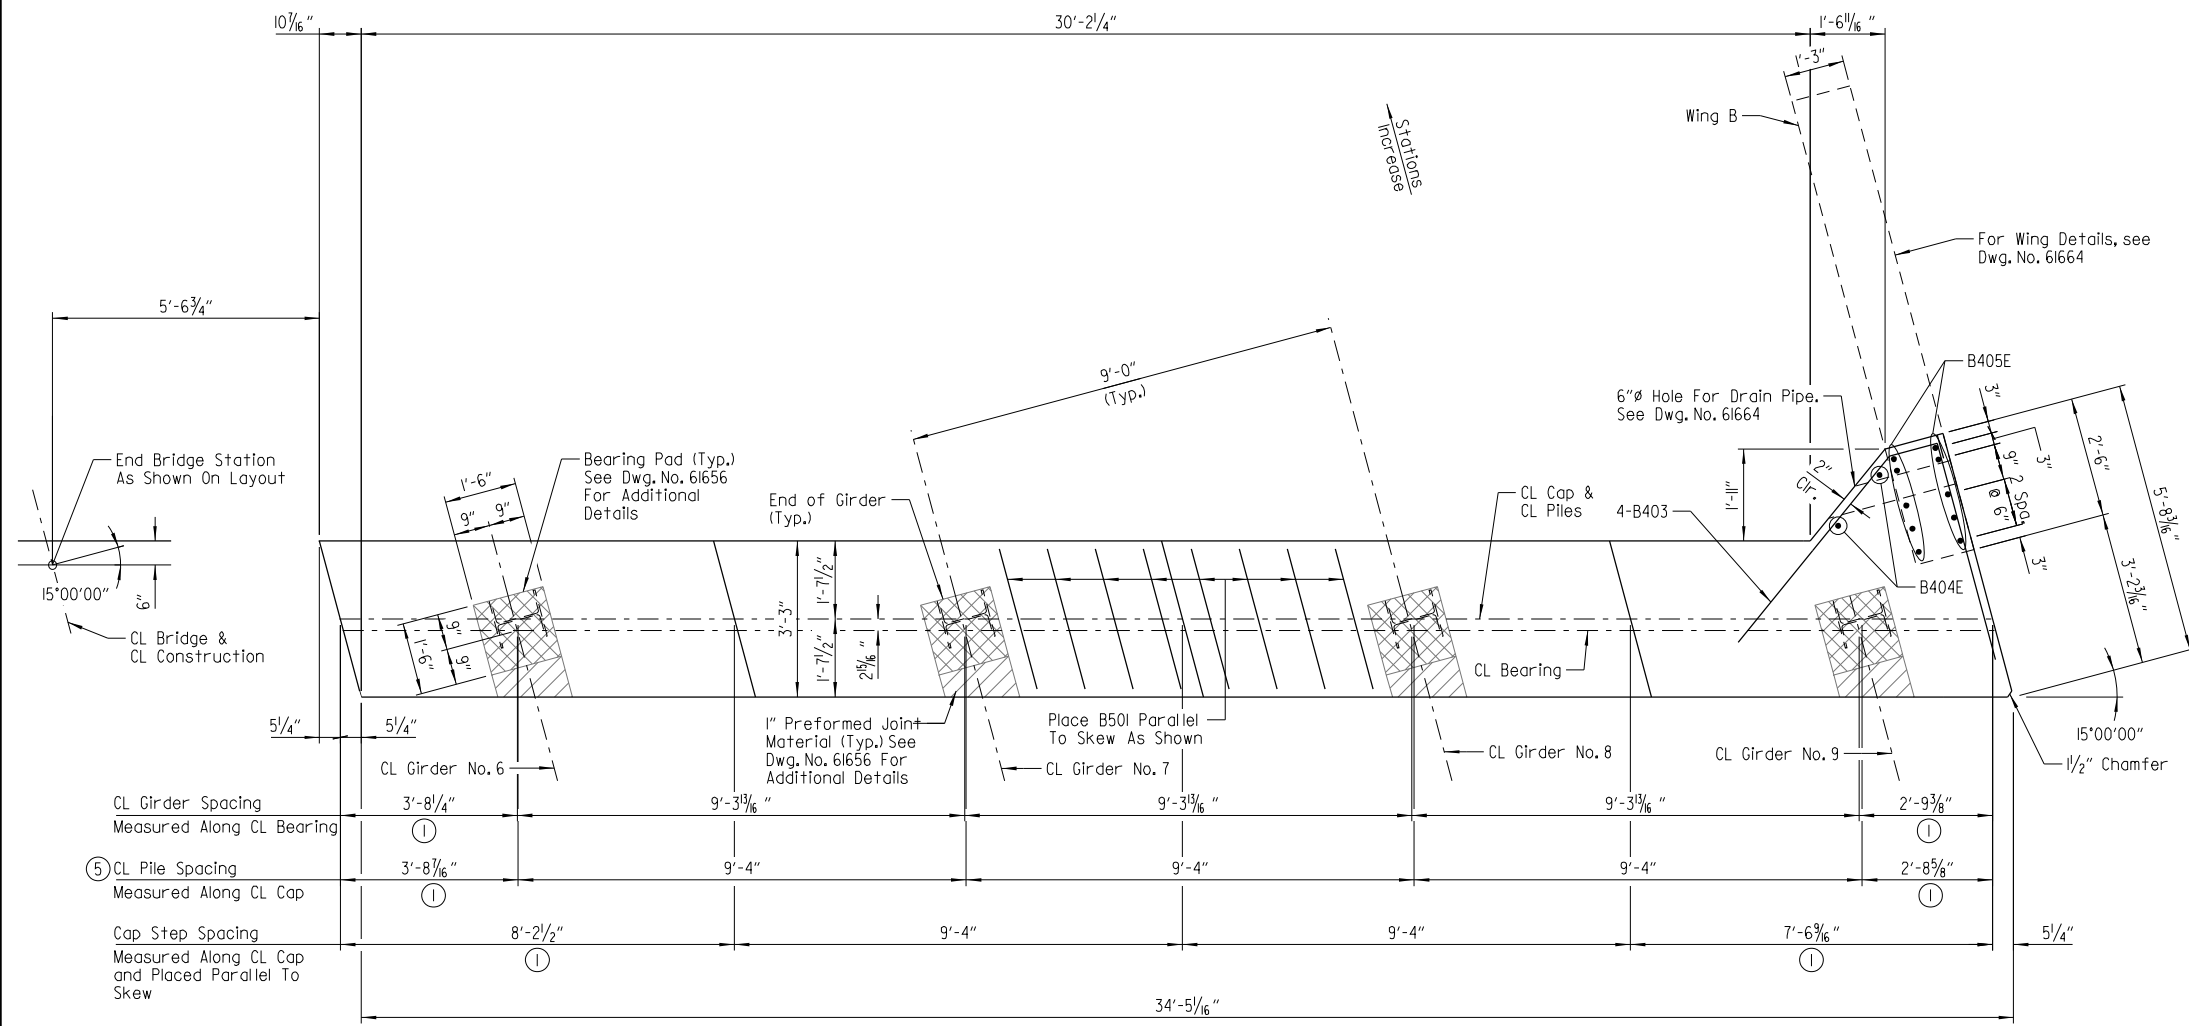 10 7/16"
30'-2 1/4"
1'-6 11/16"
1'-3"
Wing B
Stations
Increase
For Wing Details, see
Dwg. No. 61664
5'-6 3/4"
9'-0"
(Typ.)
B405E
6"Ø Hole For Drain Pipe.
See Dwg. No. 61664
3"
2'-6"
5'-8 3/16"
9"
3"
2 Spa.
@ 6"
3'-2 3/16"
3"
End Bridge Station
As Shown On Layout
1'-6"
9"
9"
Bearing Pad (Typ.)
See Dwg. No. 61656
For Additional
Details
End of Girder
(Typ.)
CL Cap &
CL Piles
4-B403
1'-11"
2"
Clr.
15°00'00"
6"
CL Bridge &
CL Construction
9"
1'-6"
9"
3'-3"
1'-7 1/2"
1'-7 1/2"
2 15/16"
B404E
CL Bearing
5 1/4"
5 1/4"
1" Preformed Joint
Material (Typ.) See
Dwg. No. 61656 For
Additional Details
Place B501 Parallel
To Skew As Shown
15°00'00"
1 1/2" Chamfer
CL Girder No. 6
CL Girder No. 7
CL Girder No. 8
CL Girder No. 9
CL Girder Spacing
Measured Along CL Bearing
3'-8 1/4"
1
9'-3 13/16"
9'-3 13/16"
9'-3 13/16"
2'-9 3/8"
1
5
CL Pile Spacing
Measured Along CL Cap
3'-8 7/16"
1
9'-4"
9'-4"
9'-4"
2'-8 5/8"
1
Cap Step Spacing
Measured Along CL Cap
and Placed Parallel To
Skew
8'-2 1/2"
1
9'-4"
9'-4"
7'-6 9/16"
1
5 1/4"
34'-5 1/16"